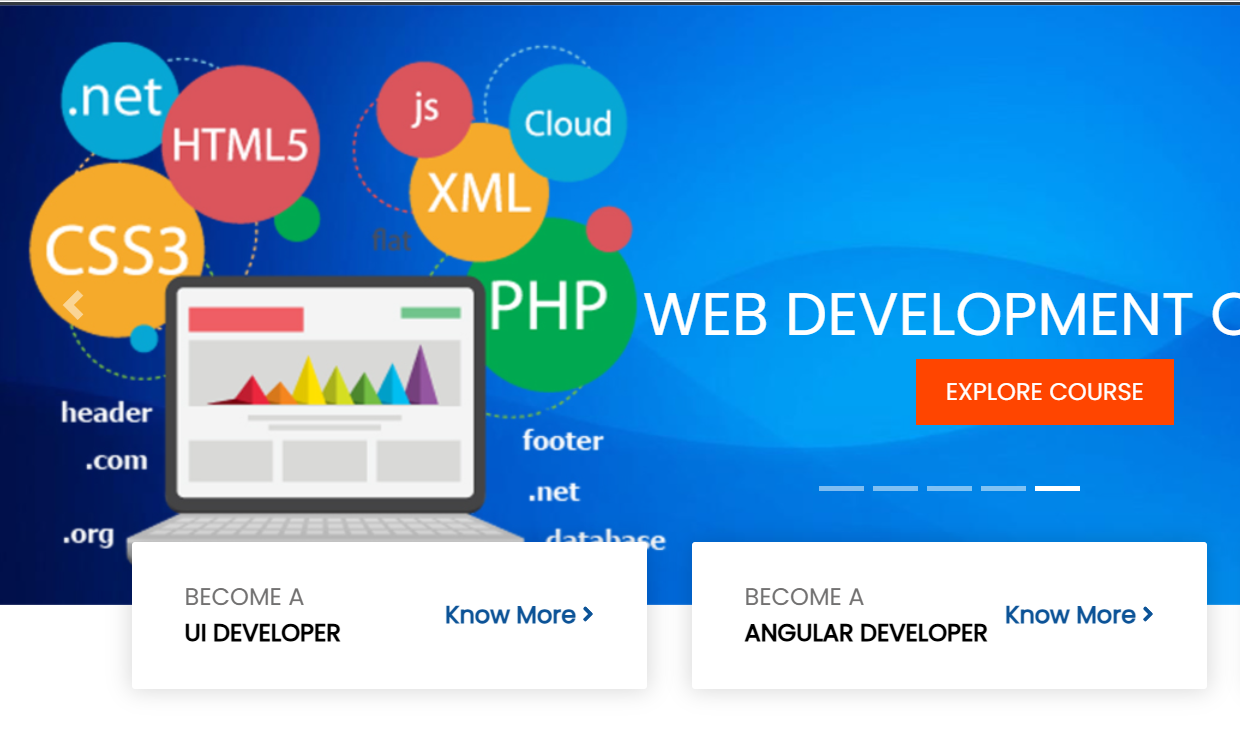 .net
HTML5
js
Cloud
CSS3
XML
flat
PHP
WEB DEVELOPMENT
EXPLORE COURSE
header
.com
.org
footer
.net
database
BECOME A
UI DEVELOPER
Know More
BECOME A
ANGULAR DEVELOPER
Know More